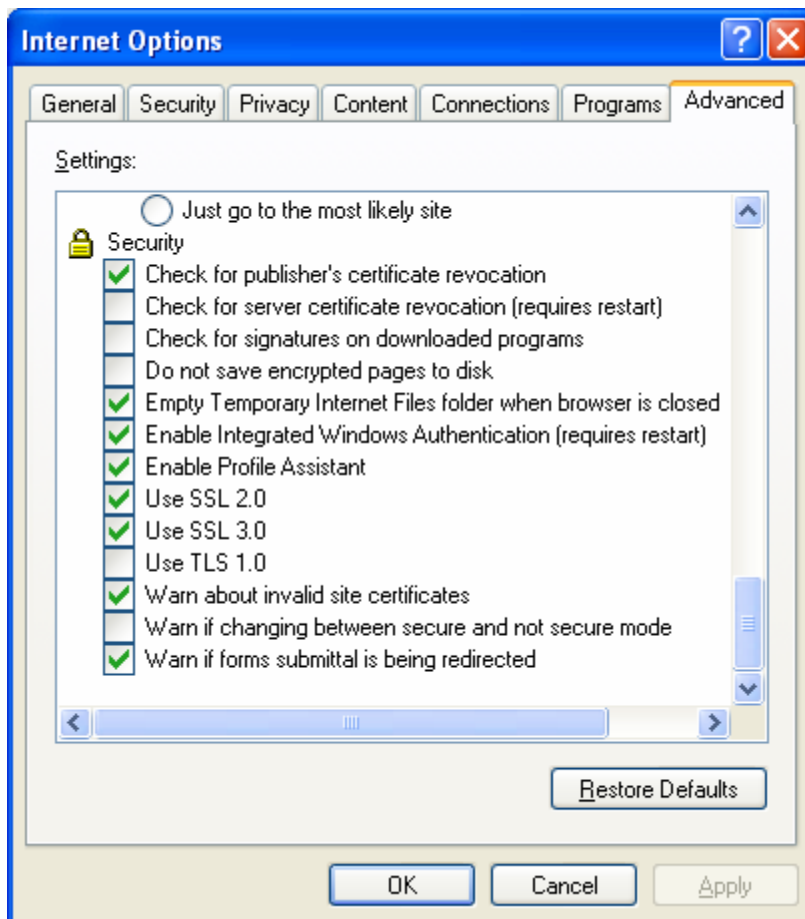 Internet Options
General Security Privacy Content Connections Programs Advanced
Settings:
Just go to the most likely site
Security
Check for publisher's certificate revocation
Check for server certificate revocation (requires restart)
Check for signatures on downloaded programs
Do not save encrypted pages to disk
Empty Temporary Internet Files folder when browser is closed
Enable Integrated Windows Authentication (requires restart)
Enable Profile Assistant
Use SSL 2.0
Use SSL 3.0
Use TLS 1.0
Warn about invalid site certificates
Warn if changing between secure and not secure mode
Warn if forms submittal is being redirected
Restore Defaults
OK Cancel Apply